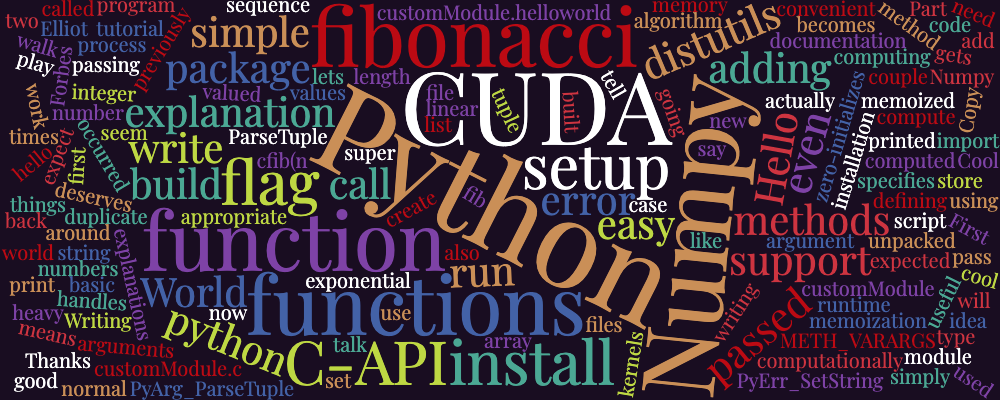 two
called
program
sequence
customModule.helloworld
memory
convenient
Part
need
Elliot
tutorial
previously
simple
fibonacci
algorithm
distutils
becomes
method
code
walk
process
documentation
add
play
Forbes
passing
package
lets
length
tell
adding
computing
gets
couple
Numpy
work
integer
valued
values
file
linear
list
CUDA
tuple
built
going
new
actually
zero-initializes
memoized
Copy
number
explanation
ParseTuple
Python
Numpy
compute
times
occurred
seem
write
super
say
Hello
even
installation
printed
import
hello
expect
first
cfib(n
setup
computed
Cool
deserves
build
flag
call
create
fib
error
case
specifies
store
things
duplicate
appropriate
easy
methods
defining
using
back
around
function
also
like
argument
script
First
unpacked
world
string
explanations
exponential
run
support
expected
pass
numbers
cool
print
basic
World
functions
writing
passed
customModule
useful
will
handles
now
use
files
runtime
heavy
Writing
python
talk
array
kernels
memoization
idea
means
arguments
C-API
install
METH_VARARGS
type
Thanks
customModule.c
set
computationally
module
good
normal
PyArg_ParseTuple
PyErr_SetString
simply
used